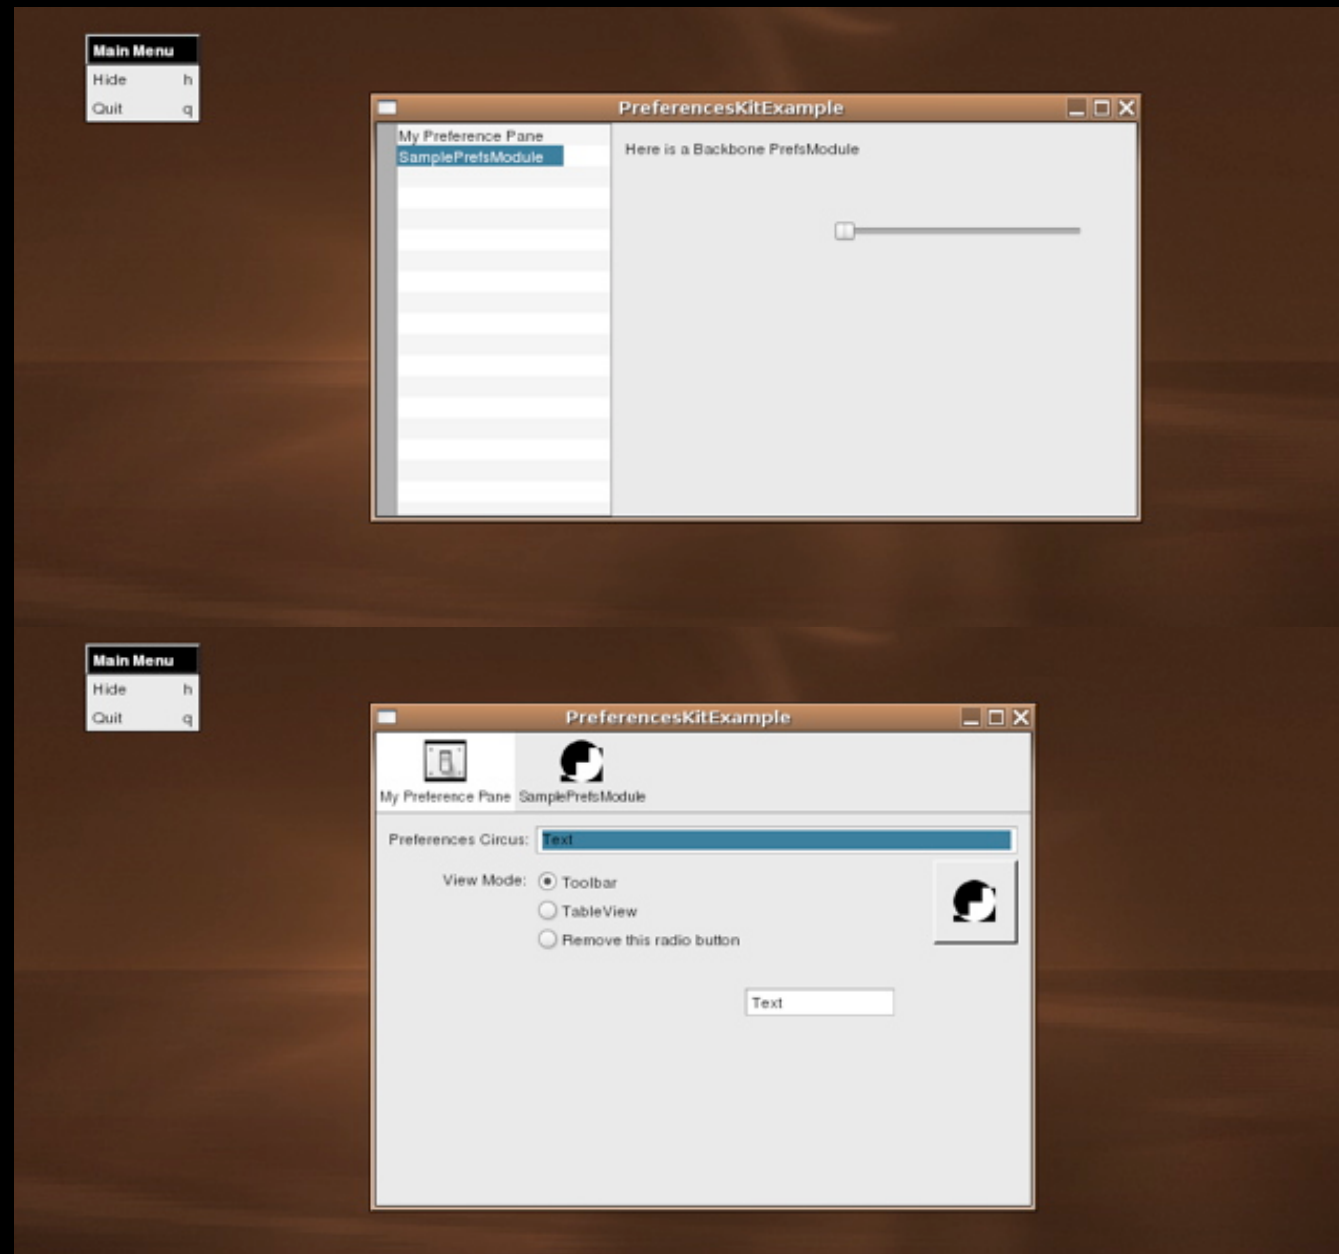 Main Menu
Hide h
Quit q
PreferencesKitExample
My Preference Pane
SamplePrefsModule
Here is a Backbone PrefsModule
Main Menu
Hide h
Quit q
PreferencesKitExample
My Preference Pane SamplePrefsModule
Preferences Circus: Text
View Mode: Toolbar
TableView
Remove this radio button
Text